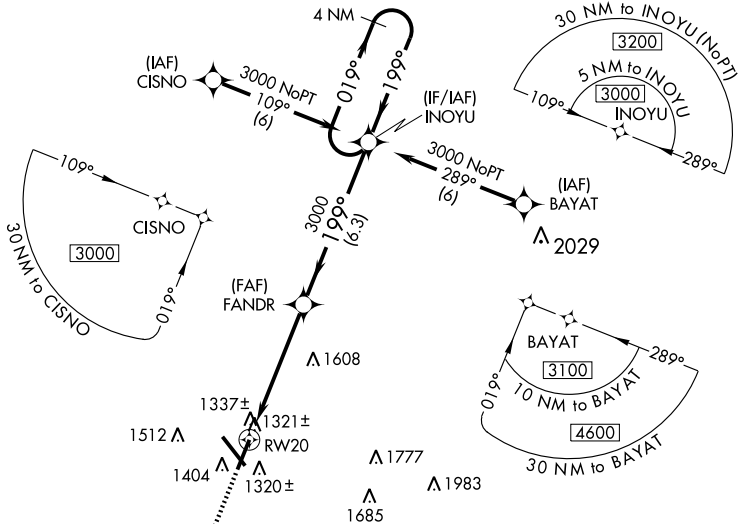 4 NM
019°
199°
(IAF)
CISNO
3000 NoPT
109°
(6)
(IF/IAF)
INOYU
30 NM to INOYU (NoPT)
3200
5 NM to INOYU
3000
INOYU
109°
289°
3000 NoPT
289°
(6)
(IAF)
BAYAT
2029
109°
CISNO
3000
019°
30 NM to CISNO
3000
199°
(6.3)
(FAF)
FANDR
BAYAT
3100
10 NM to BAYAT
4600
30 NM to BAYAT
019°
289°
1608
1337±
1321±
1512
RW20
1404
1320±
1777
1983
1685